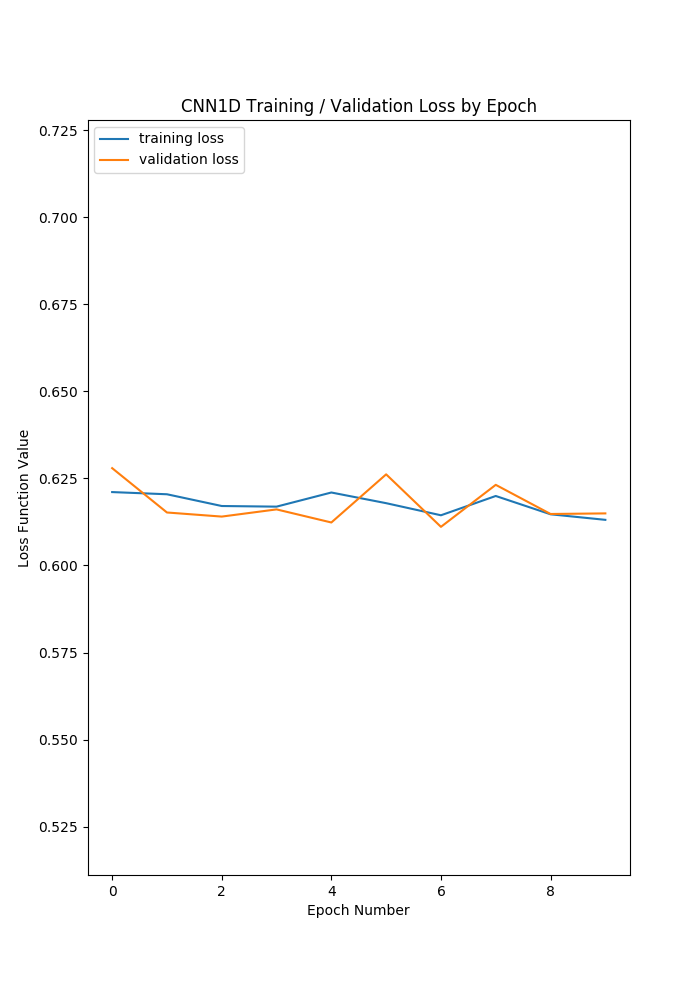 CNN1D Training / Validation Loss by Epoch
training loss
validation loss
0.725
0.700
0.675
0.650
0.625
0.600
0.575
0.550
0.525
Loss Function Value
0 2 4 6 8
Epoch Number